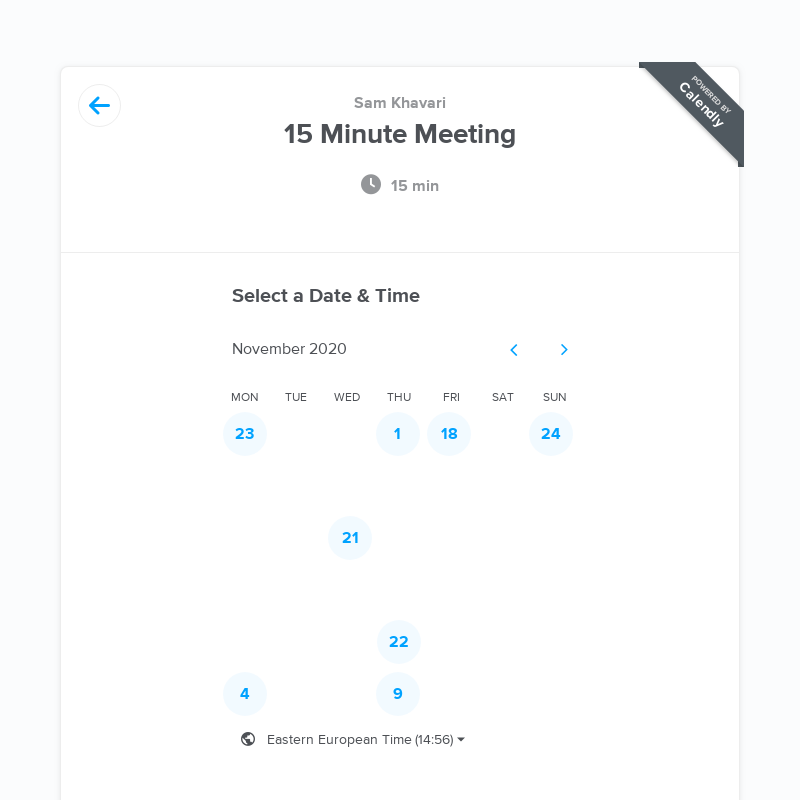 Sam Khavari
15 Minute Meeting
15 min
POWERED BY
Calendly
Select a Date & Time
November 2020
MON TUE WED THU FRI SAT SUN
23 1 18 24
21
22
4 9
Eastern European Time (14:56)